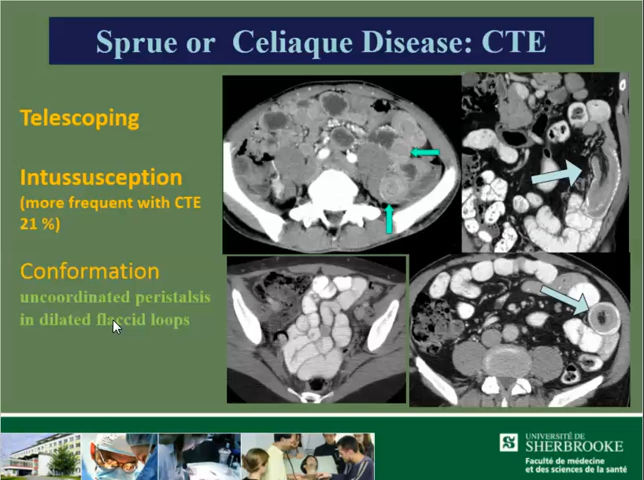 Sprue or Celiaque Disease: CTE
Telescoping
Intussusception
(more frequent with CTE
21 %)
Conformation
uncoordinated peristalsis
in dilated flaccid loops
S
UNIVERSITÉ DE
SHERBROOKE
Faculté de médecine
et des sciences de la santé